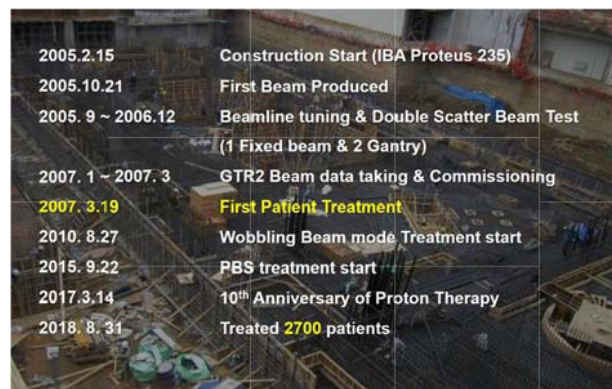 2005.2.15 Construction Start (IBA Proteus 235)
2005.10.21 First Beam Produced
2005. 9 ~ 2006.12 Beamline tuning & Double Scatter Beam Test
(1 Fixed beam & 2 Gantry)
2007. 1 ~ 2007. 3 GTR2 Beam data taking & Commissioning
2007. 3.19 First Patient Treatment
2010. 8.27 Wobbling Beam mode Treatment start
2015. 9.22 PBS treatment start
2017.3.14 10th Anniversary of Proton Therapy
2018. 8. 31 Treated 2700 patients